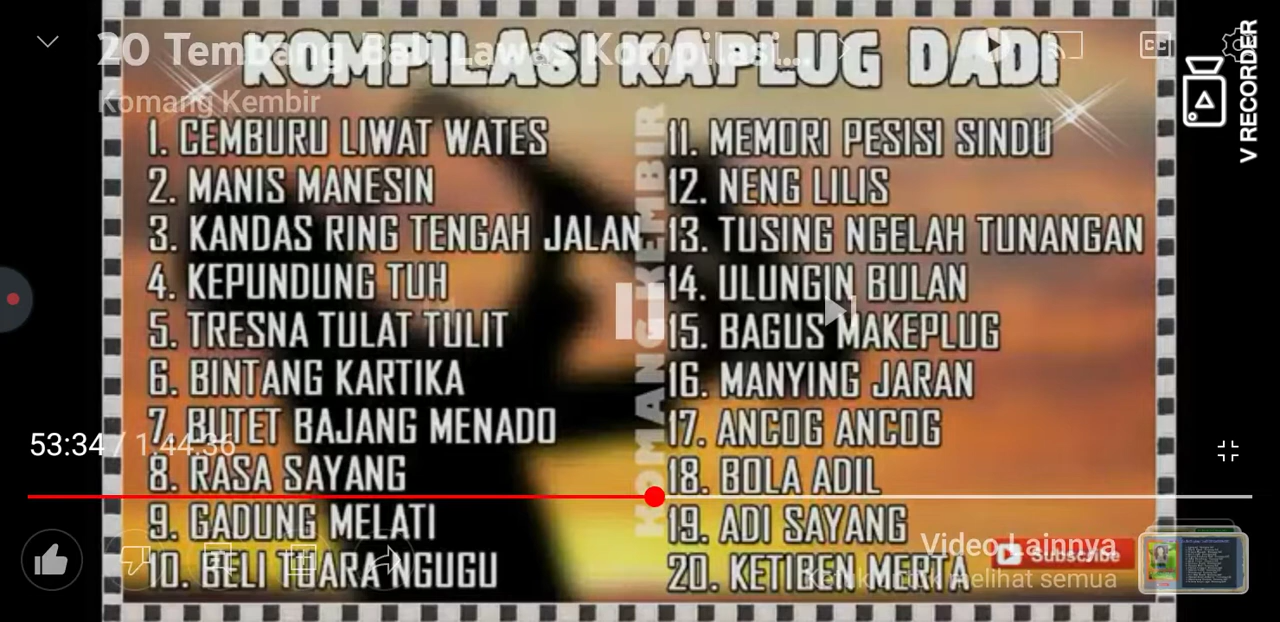 20 Tembang Bali Lawas Kompilasi...
KOMPILASI KAPLUG DADI
Komang Kembir
CC
V RECORDER
1. CEMBURU LIWAT WATES
2. MANIS MANESIN
3. KANDAS RING TENGAH JALAN
4. KEPUNDUNG TUH
5. TRESNA TULAT TULIT
6. BINTANG KARTIKA
7. BUTET BAJANG MENADO
8. RASA SAYANG
9. GADUNG MELATI
10. BELI TUARA NGUGU
KOMANG KEMBIR
11. MEMORI PESISI SINDU
12. NENG LILIS
13. TUSING NGELAH TUNANGAN
14. ULUNGIN BULAN
15. BAGUS MAKEPLUG
16. MANYING JARAN
17. ANCOG ANCOG
18. BOLA ADIL
19. ADI SAYANG
20. KETIBEN MERTA
53:34 / 1.44.36
Video Lainnya
Subscribe
melihat semua